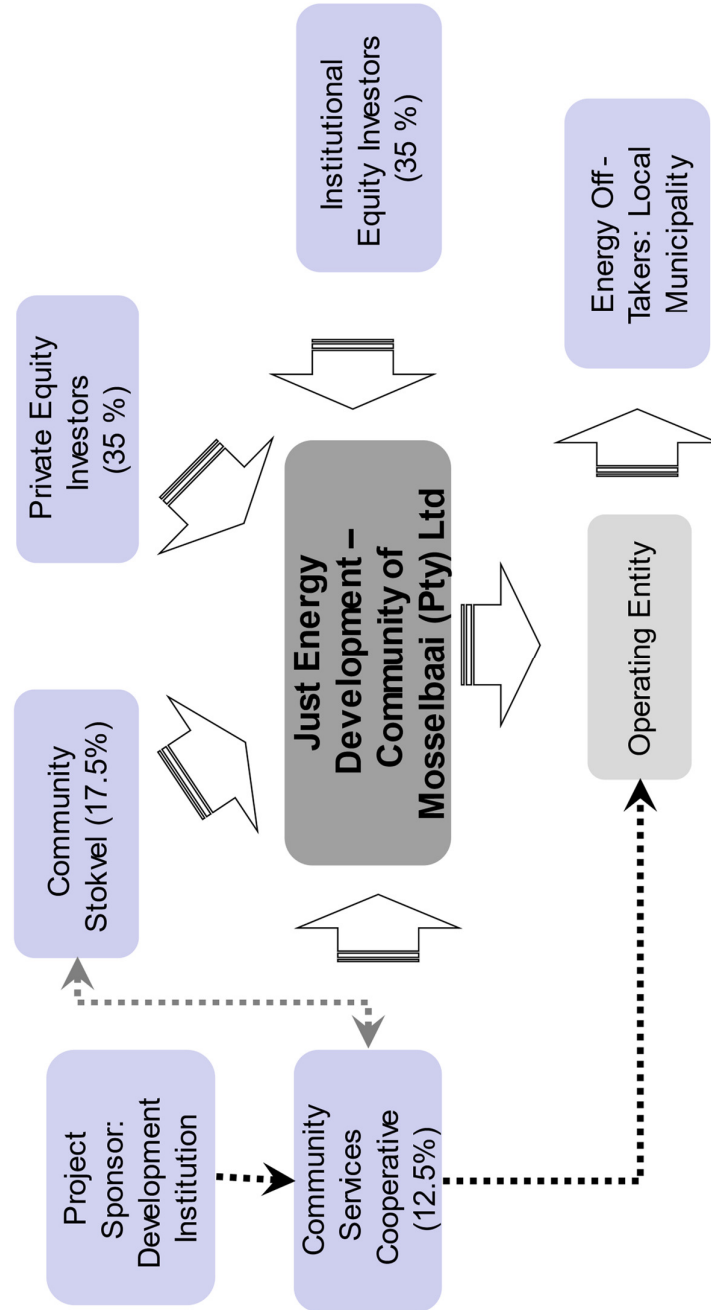 Project
Sponsor:
Development
Institution
Community
Stokvel (17.5%)
Private Equity
Investors
(35 %)
Community
Services
Cooperative
(12.5%)
Just Energy
Development –
Community of
Mosselbaai (Pty) Ltd
Institutional
Equity Investors
(35 %)
Operating Entity
Energy Off -
Takers: Local
Municipality